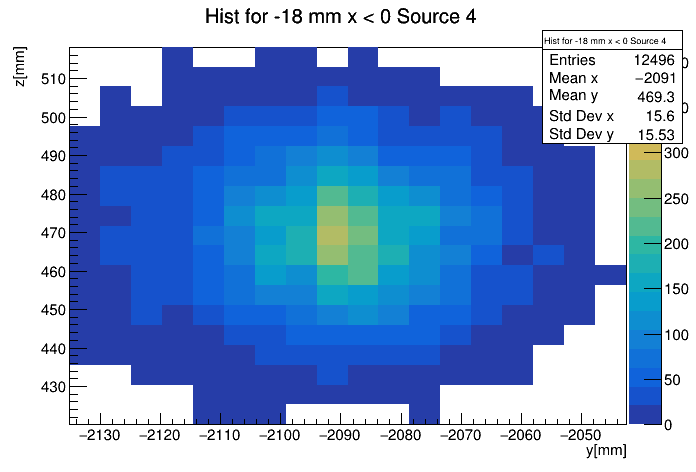 Hist for -18 mm x < 0 Source 4
Hist for -18 mm x < 0 Source 4
Entries 12496
Mean x −2091
Mean y 469.3
Std Dev x 15.6
Std Dev y 15.53
z[mm]
510
500
490
480
470
460
450
440
430
−2130 −2120 −2110 −2100 −2090 −2080 −2070 −2060 −2050
y[mm]
300
250
200
150
100
50
0